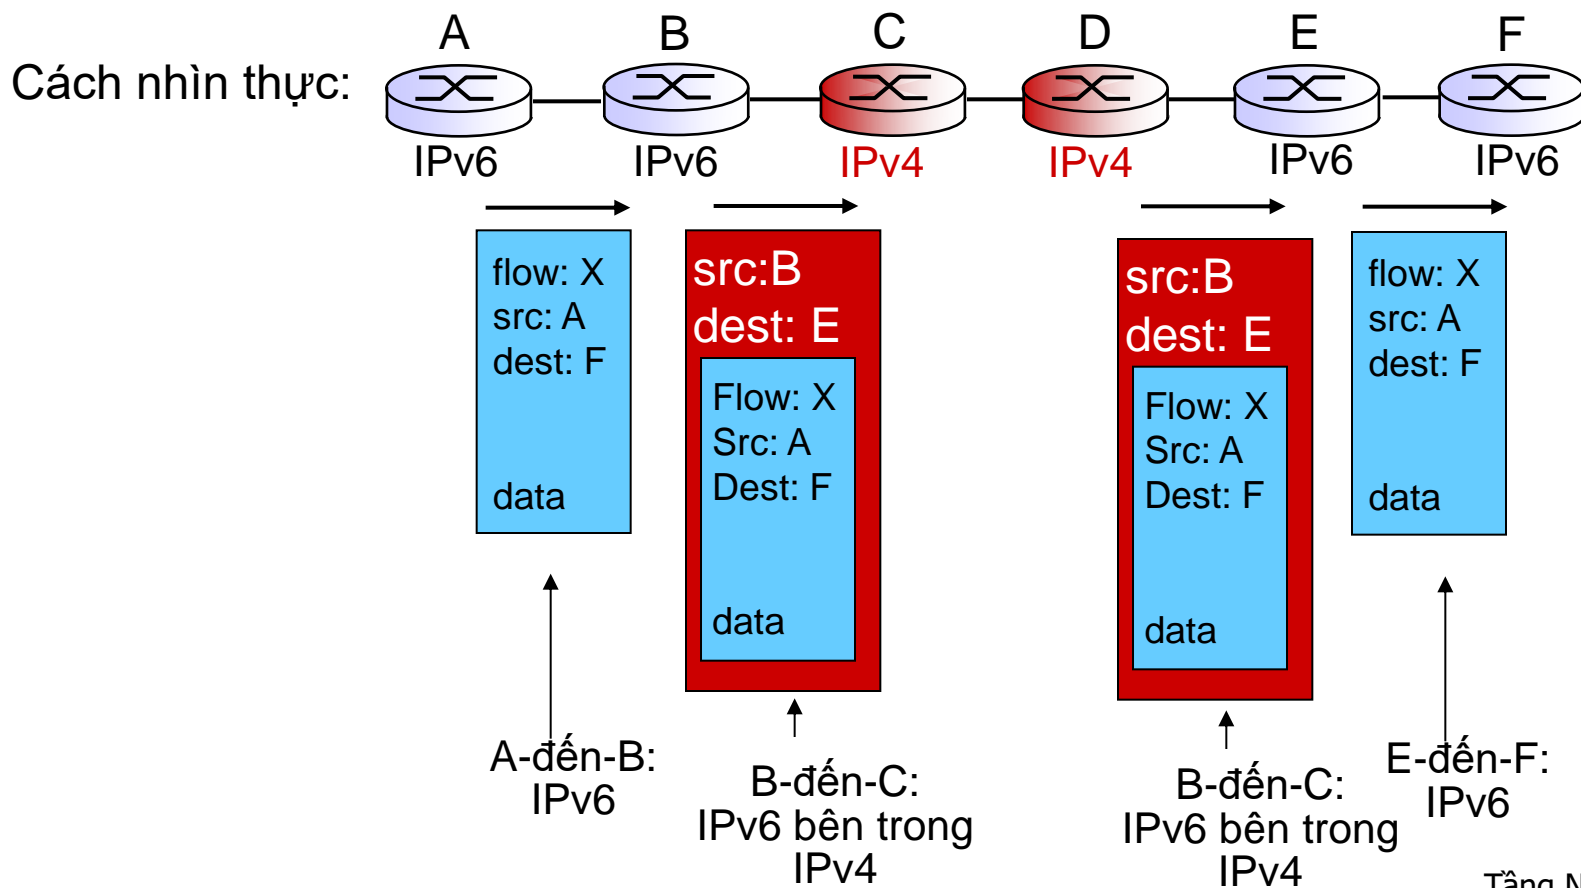 A B C D E F
Cách nhìn thực:
IPv6 IPv6 IPv4 IPv4 IPv6 IPv6
flow: X
src: A
dest: F
data
src:B
dest: E
Flow: X
Src: A
Dest: F
data
src:B
dest: E
Flow: X
Src: A
Dest: F
data
flow: X
src: A
dest: F
data
A-đến-B:
IPv6
B-đến-C:
IPv6 bên trong
IPv4
B-đến-C:
IPv6 bên trong
IPv4
E-đến-F:
IPv6
Tầng N